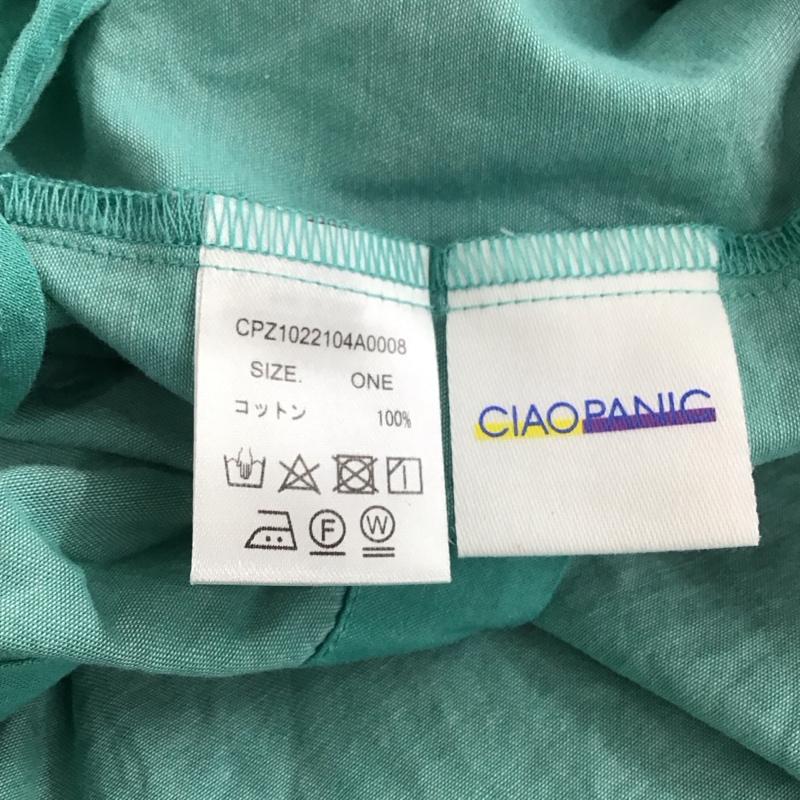 CPZ1022104A0008
SIZE. ONE
コットン 100%
F W
CIAOPANIC